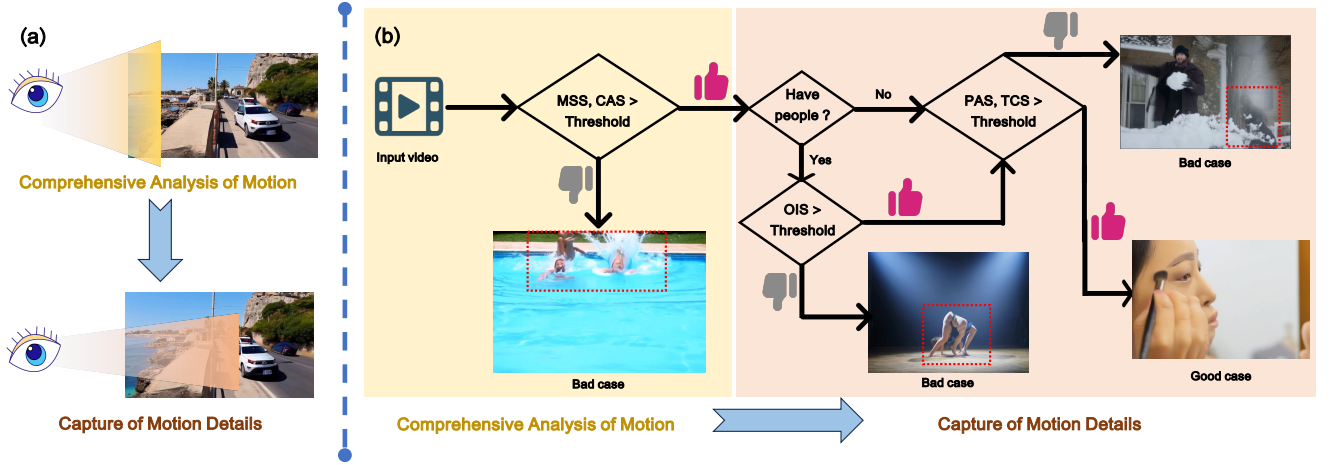 (a)
Comprehensive Analysis of Motion
Capture of Motion Details
(b)
Input video
MSS, CAS >
Threshold
Bad case
Have
people ?
No
Yes
OIS >
Threshold
Bad case
PAS, TCS >
Threshold
Bad case
Good case
Comprehensive Analysis of Motion
Capture of Motion Details